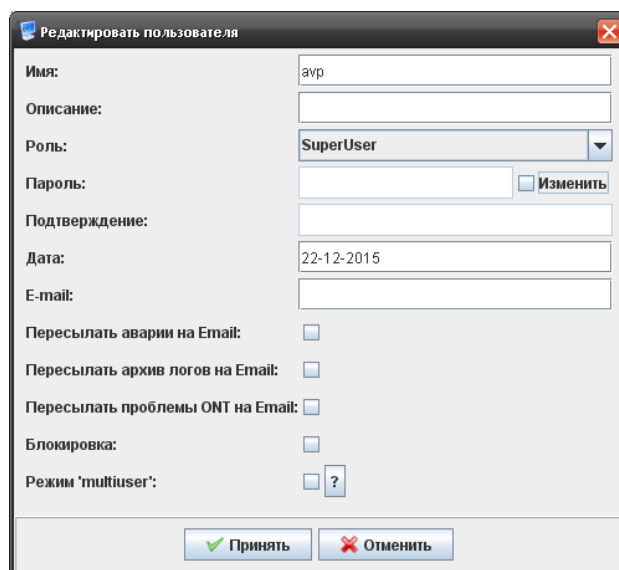 Редактировать пользователя
Имя: avp
Описание:
Роль: SuperUser
Пароль: Изменить
Подтверждение:
Дата: 22-12-2015
E-mail:
Пересылать аварии на Email:
Пересылать архив логов на Email:
Пересылать проблемы ONT на Email:
Блокировка:
Режим 'multiuser': ?
Принять Отменить